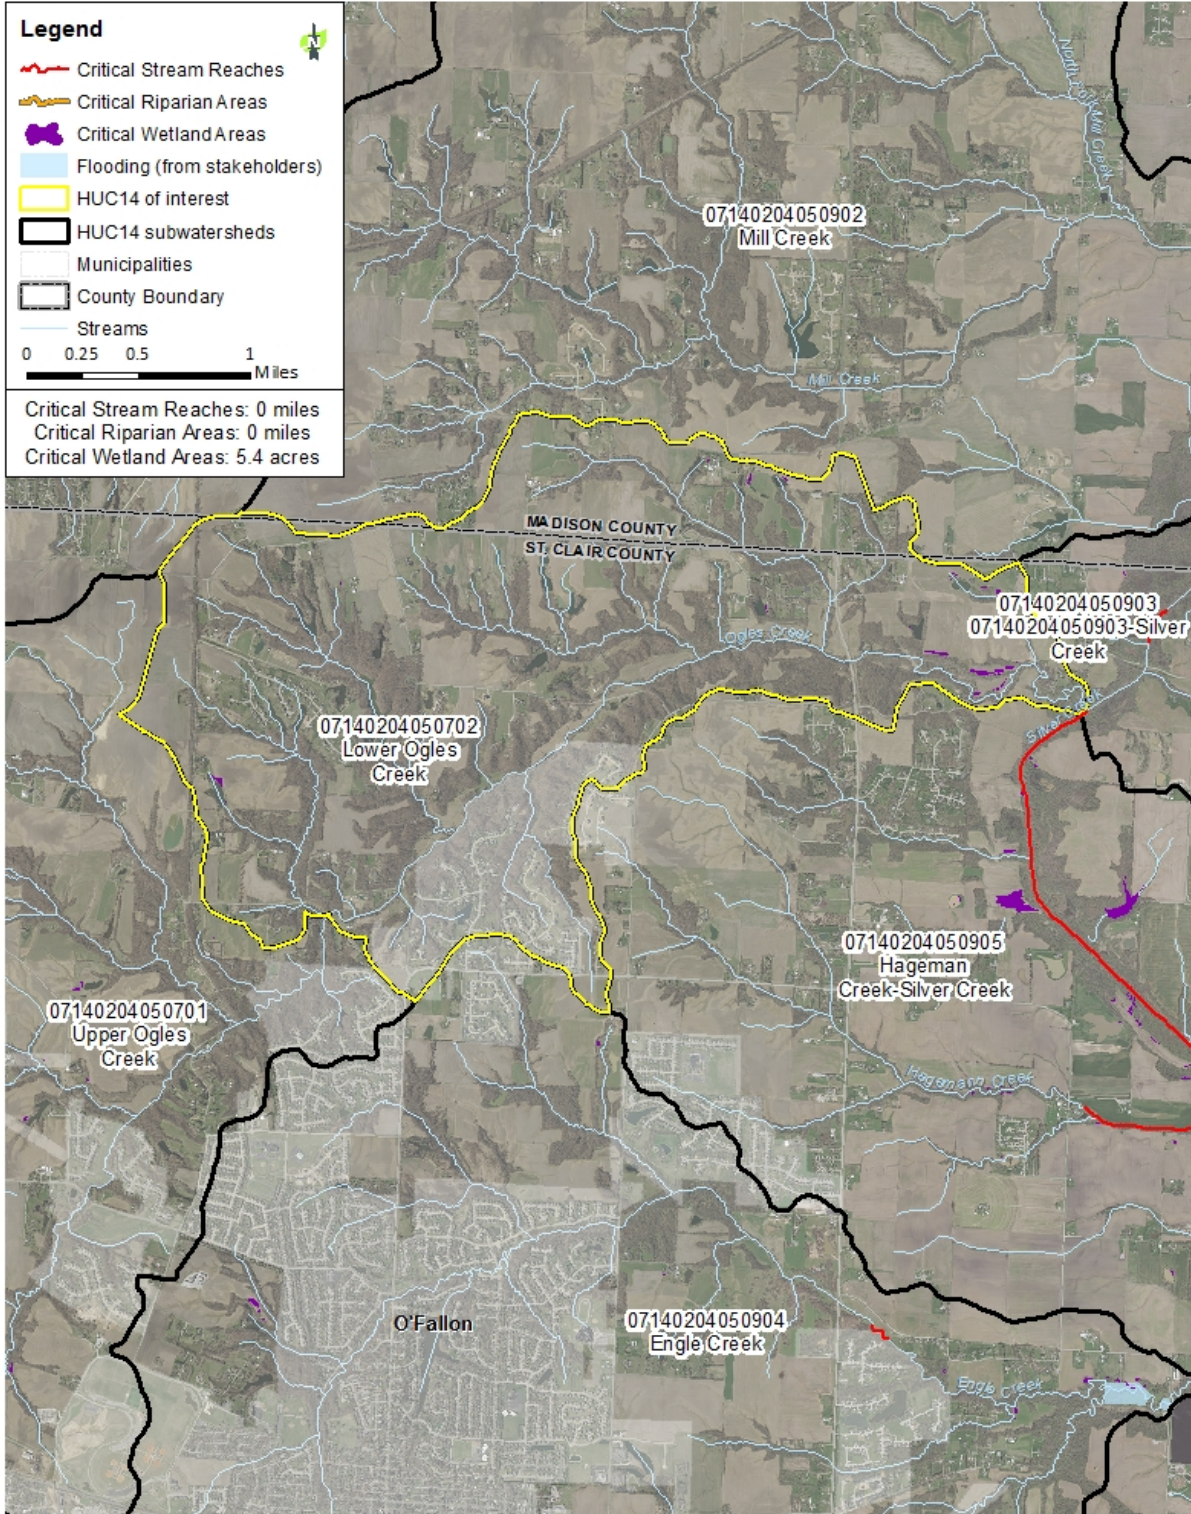 Legend
N
Critical Stream Reaches
Critical Riparian Areas
Critical Wetland Areas
Flooding (from stakeholders)
HUC14 of interest
HUC14 subwatersheds
Municipalities
County Boundary
Streams
0 0.25 0.5 1
Miles
Critical Stream Reaches: 0 miles
Critical Riparian Areas: 0 miles
Critical Wetland Areas: 5.4 acres
North Fork Mill Creek
07140204050902
Mill Creek
Mill Creek
MADISON COUNTY
ST. CLAIR COUNTY
07140204050903
07140204050903-Silver
Creek
Ogles Creek
Silver Creek
07140204050702
Lower Ogles
Creek
07140204050905
Hageman
Creek-Silver Creek
07140204050701
Upper Ogles
Creek
Hagemann Creek
O'Fallon
07140204050904
Engle Creek
Engle Creek